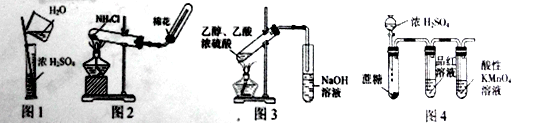 H₂O
浓 H₂SO₄
图1
NH₄Cl
棉花
图2
乙醇、乙酸
浓硫酸
NaOH
溶液
图3
浓 H₂SO₄
蔗糖
品红
溶液
酸性
KMnO₄
溶液
图 4